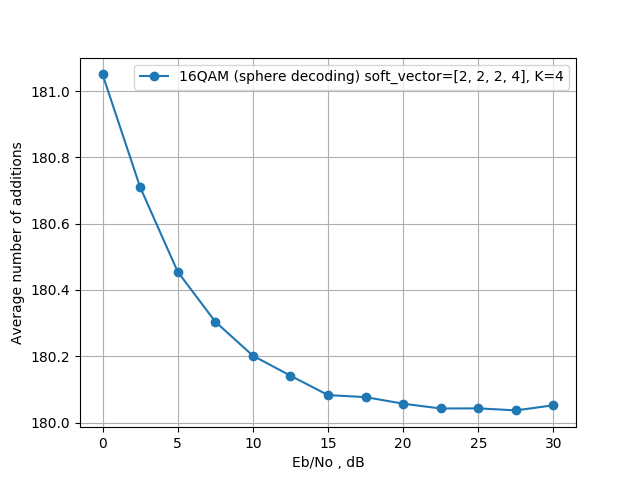 16QAM (sphere decoding) soft_vector=[2, 2, 2, 4], K=4
Average number of additions
181.0
180.8
180.6
180.4
180.2
180.0
0 5 10 15 20 25 30
Eb/No , dB